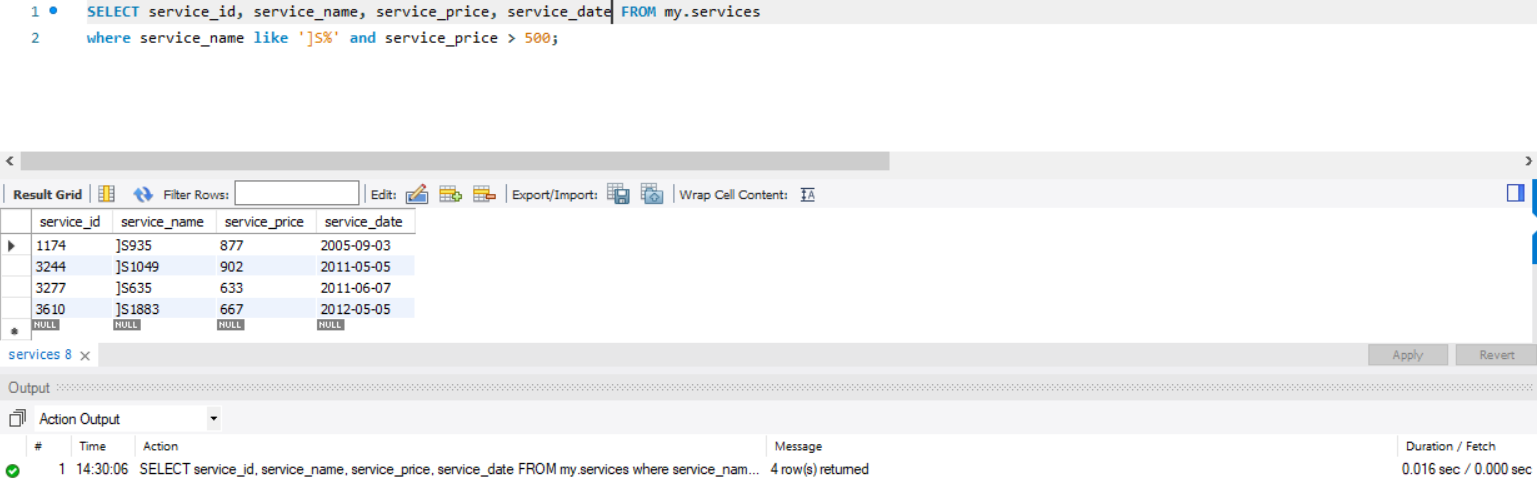 1 SELECT service_id, service_name, service_price, service_date FROM my.services
2 where service_name like ']S%' and service_price > 500;
Result Grid Filter Rows: Edit: Export/Import: Wrap Cell Content: IA
service_id service_name service_price service_date
1174 ]S935 877 2005-09-03
3244 ]S1049 902 2011-05-05
3277 ]S635 633 2011-06-07
3610 ]S1883 667 2012-05-05
NULL NULL NULL NULL
services 8 Apply Revert
Output
Action Output
# Time Action Message Duration / Fetch
1 14:30:06 SELECT service_id, service_name, service_price, service_date FROM my.services where service_nam... 4 row(s) returned 0.016 sec / 0.000 sec